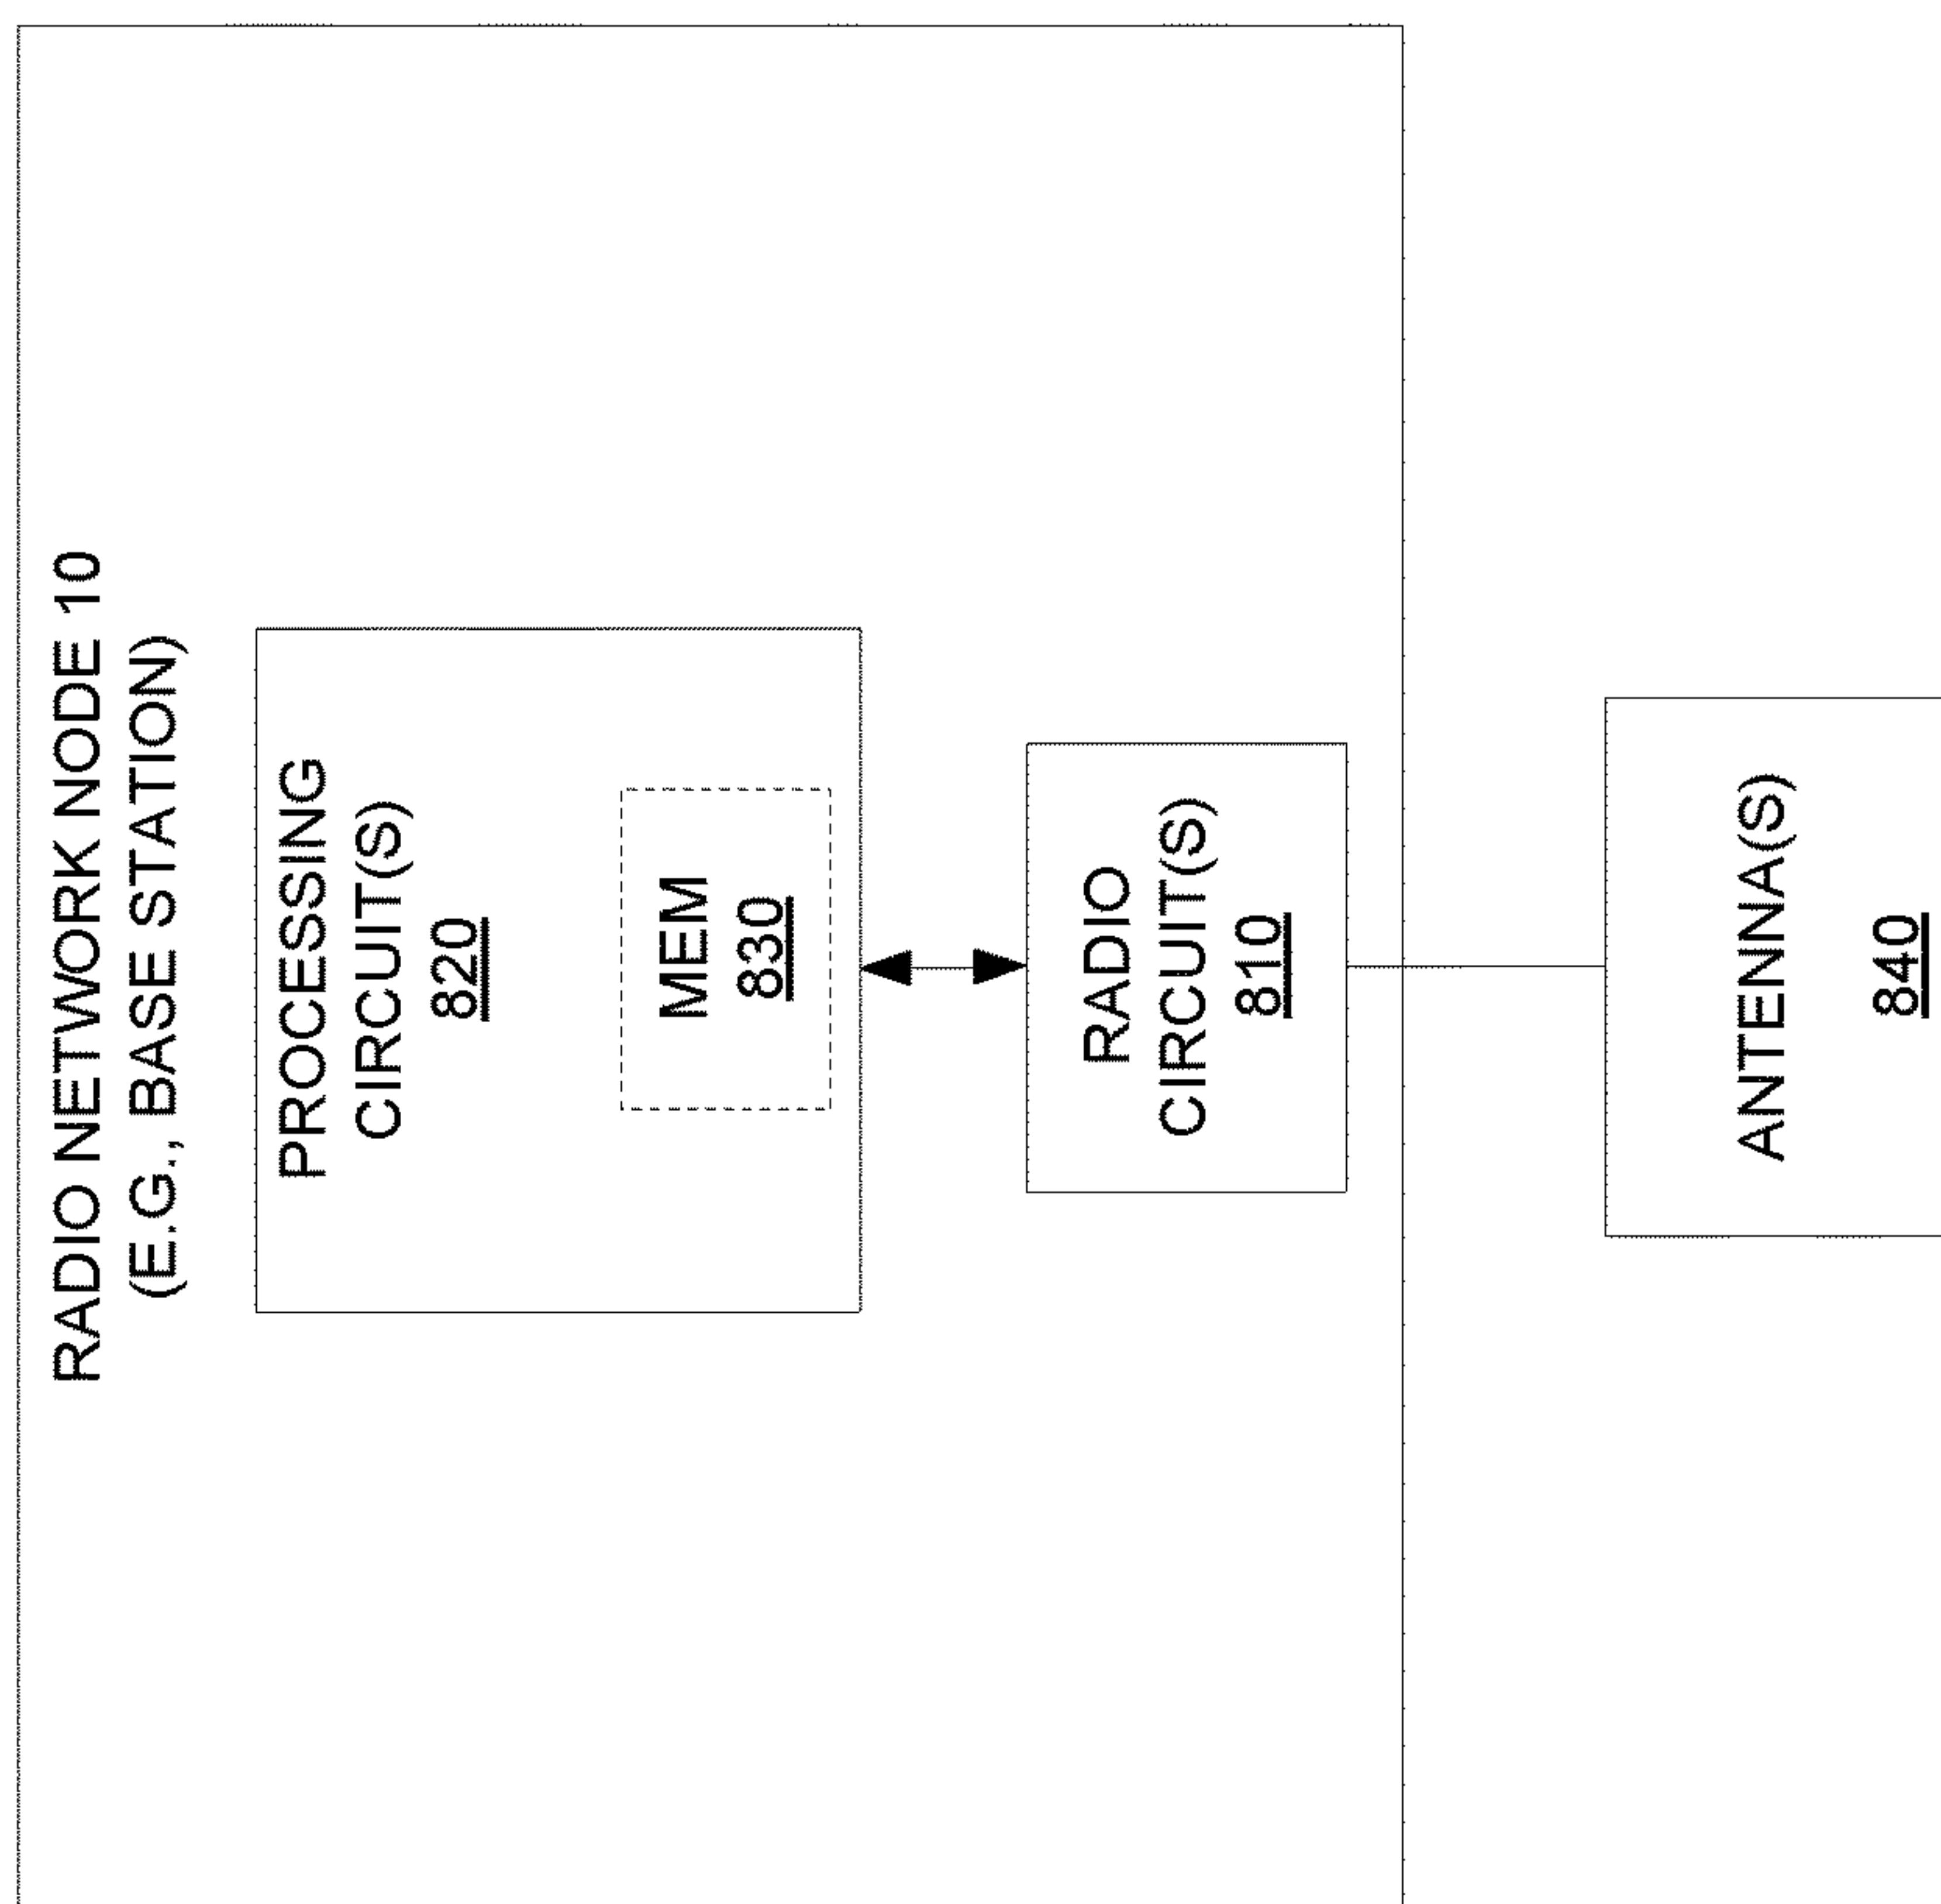 RADIO NETWORK NODE 10
(E.G., BASE STATION)
PROCESSING
CIRCUIT(S)
820
MEM
830
RADIO
CIRCUIT(S)
810
ANTENNA(S)
840